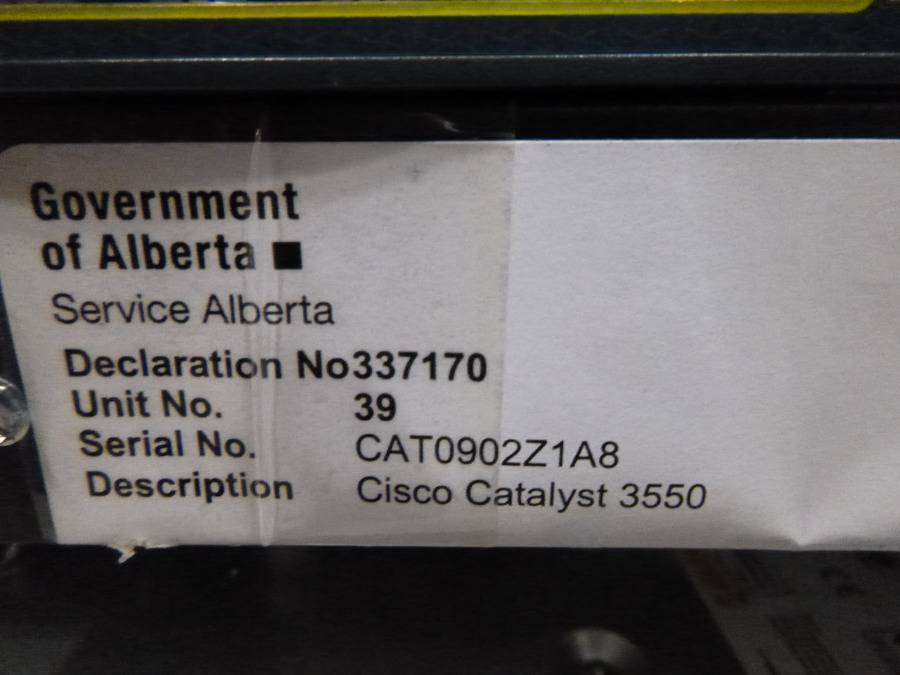 Government
of Alberta ■
Service Alberta
Declaration No337170
Unit No. 39
Serial No. CAT0902Z1A8
Description Cisco Catalyst 3550